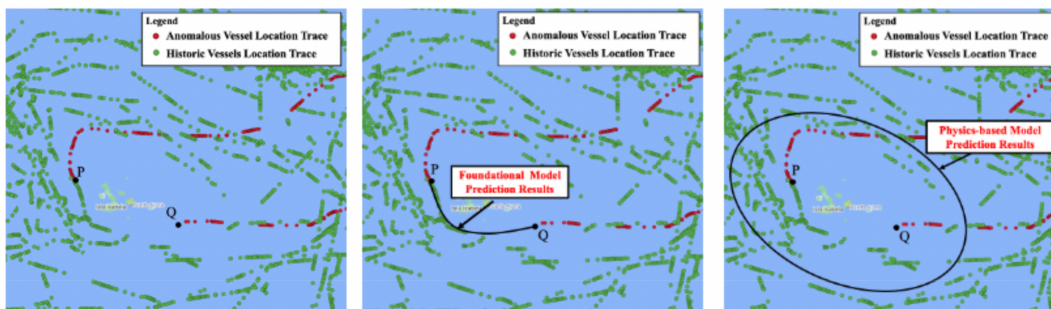 Legend
Anomalous Vessel Location Trace
Historic Vessels Location Trace
P
Q
Legend
Anomalous Vessel Location Trace
Historic Vessels Location Trace
P
Foundational Model
Prediction Results
Q
Legend
Anomalous Vessel Location Trace
Historic Vessels Location Trace
Physics-based Model
Prediction Results
P
Q